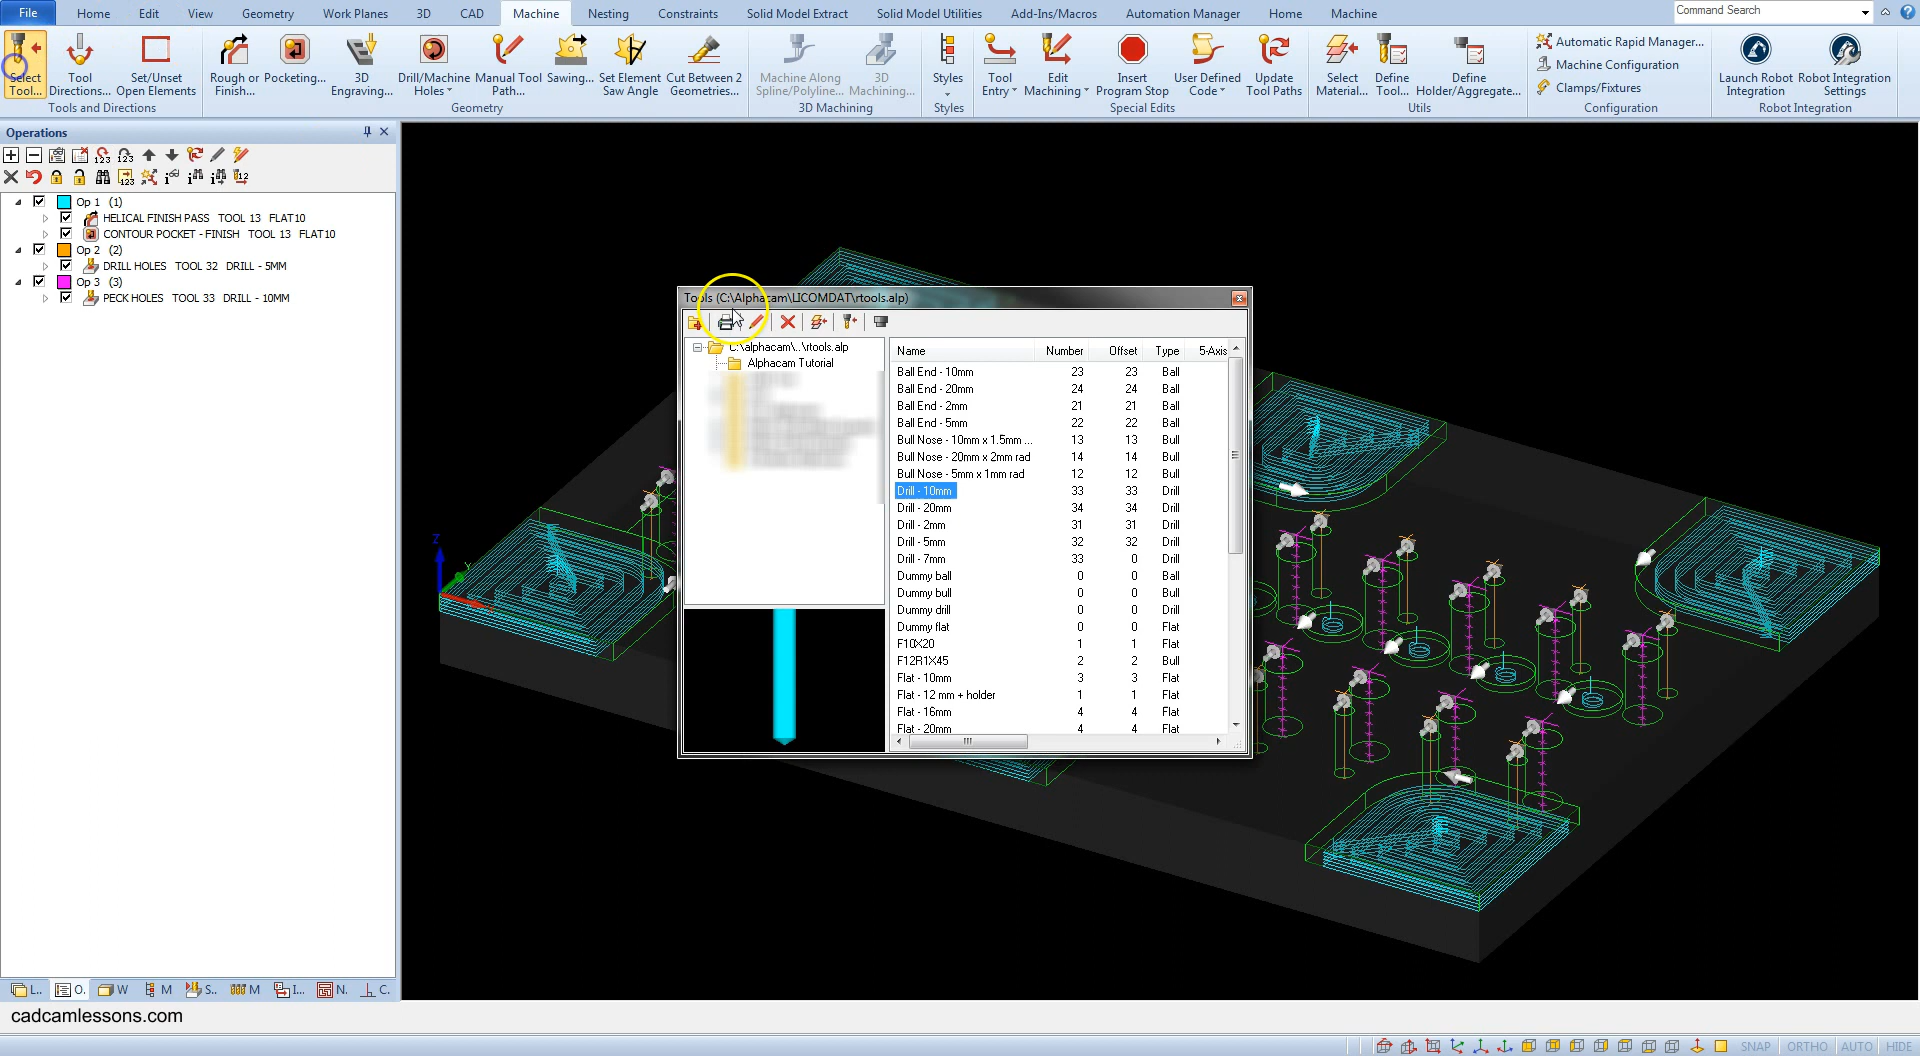 File Home Edit View Geometry Work Planes 3D CAD Machine Nesting Constraints Solid Model Extract Solid Model Utilities Add-Ins/Macros Automation Manager Home Machine Command Search
Select Tool... Tool Directions... Set/Unset Open Elements
Tools and Directions
Rough or Finish... Pocketing... 3D Engraving... Drill/Machine Holes Manual Tool Path... Sawing... Set Element Saw Angle Cut Between 2 Geometries...
Geometry
Machine Along Spline/Polyline... 3D Machining...
3D Machining
Styles
Styles
Tool Entry Edit Machining Insert Program Stop User Defined Code Update Tool Paths
Special Edits
Select Material... Define Tool... Define Holder/Aggregate...
Utils
Automatic Rapid Manager...
Machine Configuration
Clamps/Fixtures
Configuration
Launch Robot Integration Robot Integration Settings
Robot Integration
Operations
Op 1 (1)
HELICAL FINISH PASS TOOL 13 FLAT10
CONTOUR POCKET - FINISH TOOL 13 FLAT10
Op 2 (2)
DRILL HOLES TOOL 32 DRILL - 5MM
Op 3 (3)
PECK HOLES TOOL 33 DRILL - 10MM
Tools (C:\Alphacam\LICOMDAT\rtools.alp)
C:\alphacam\..\rtools.alp
Alphacam Tutorial
Name Number Offset Type 5-Axis
Ball End - 10mm 23 23 Ball
Ball End - 20mm 24 24 Ball
Ball End - 2mm 21 21 Ball
Ball End - 5mm 22 22 Ball
Bull Nose - 10mm x 1.5mm ... 13 13 Bull
Bull Nose - 20mm x 2mm rad 14 14 Bull
Bull Nose - 5mm x 1mm rad 12 12 Bull
Drill - 10mm 33 33 Drill
Drill - 20mm 34 34 Drill
Drill - 2mm 31 31 Drill
Drill - 5mm 32 32 Drill
Drill - 7mm 33 0 Drill
Dummy ball 0 0 Ball
Dummy bull 0 0 Bull
Dummy drill 0 0 Drill
Dummy flat 0 0 Flat
F10X20 1 1 Flat
F12R1X45 2 2 Bull
Flat - 10mm 3 3 Flat
Flat - 12 mm + holder 1 1 Flat
Flat - 16mm 4 4 Flat
Flat - 20mm 4 4 Flat
Z
Y
L.. O. W M S.. M I... N. C.
cadcamlessons.com
SNAP ORTHO AUTO HIDE